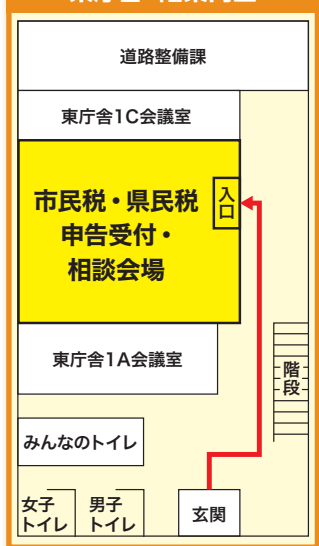 道路整備課
東庁舎1C会議室
市民税・県民税
申告受付・
相談会場
入口
東庁舎1A会議室
階段
みんなのトイレ
女子
トイレ
男子
トイレ
玄関